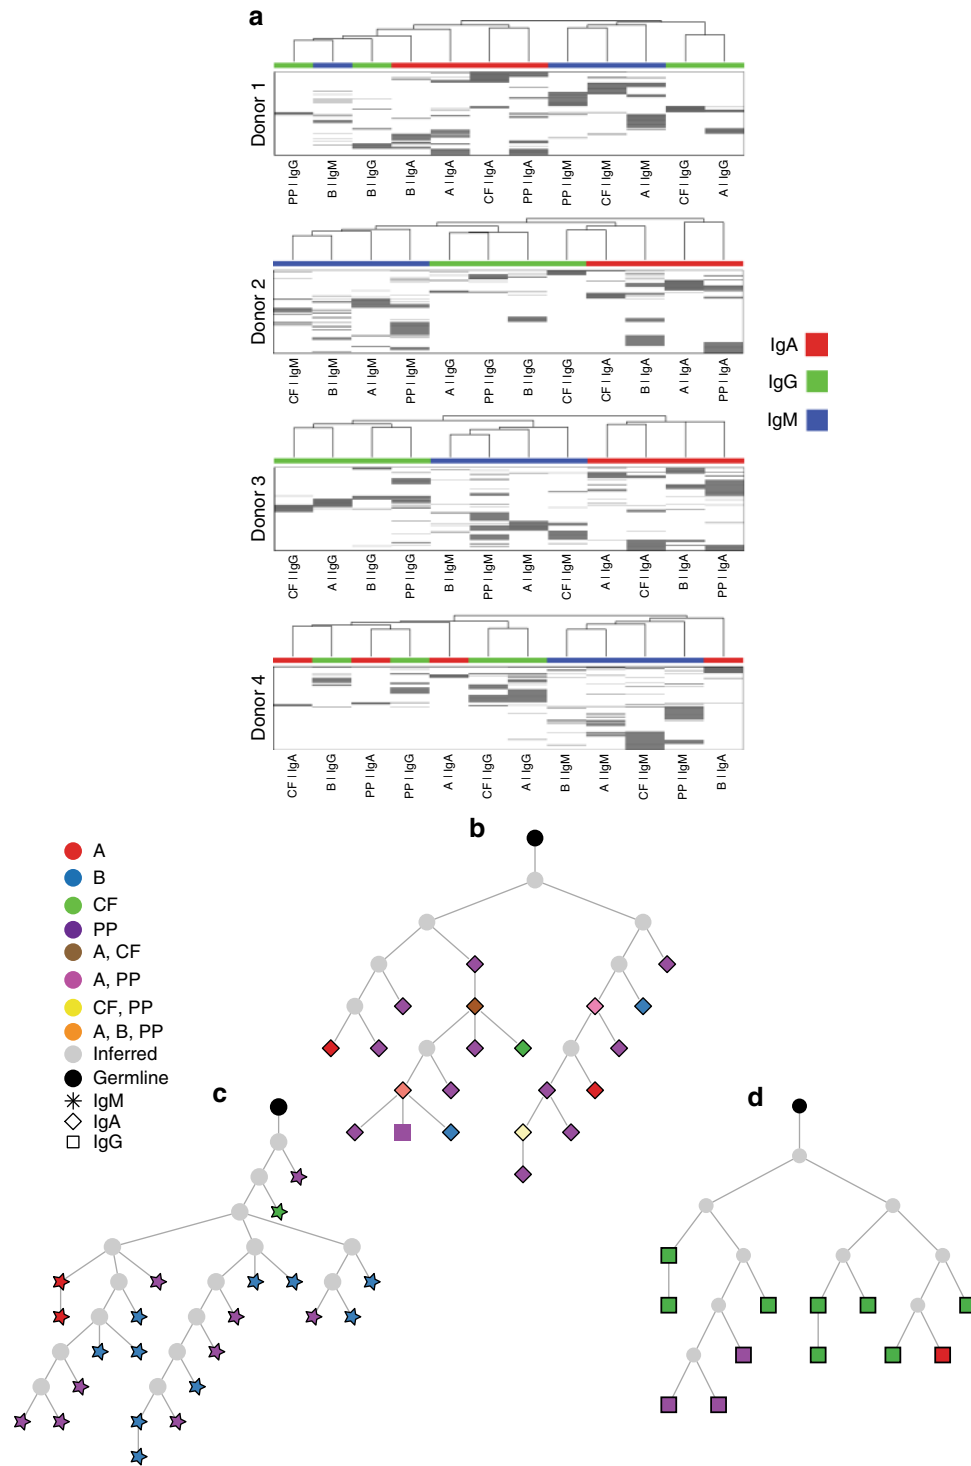 a
Donor 1
PP | IgG
B | IgM
B | IgG
B | IgA
A | IgA
CF | IgA
PP | IgA
PP | IgM
CF | IgM
A | IgM
CF | IgG
A | IgG
Donor 2
CF | IgM
B | IgM
A | IgM
PP | IgM
A | IgG
PP | IgG
B | IgG
CF | IgG
CF | IgA
B | IgA
A | IgA
PP | IgA
IgA
IgG
IgM
Donor 3
CF | IgG
A | IgG
B | IgG
PP | IgG
B | IgM
PP | IgM
A | IgM
CF | IgM
A | IgA
CF | IgA
B | IgA
PP | IgA
Donor 4
CF | IgA
B | IgG
PP | IgA
PP | IgG
A | IgA
CF | IgG
A | IgG
B | IgM
A | IgM
CF | IgM
PP | IgM
B | IgA
b
A
B
CF
PP
A, CF
A, PP
CF, PP
A, B, PP
Inferred
Germline
IgM
IgA
IgG
c
d